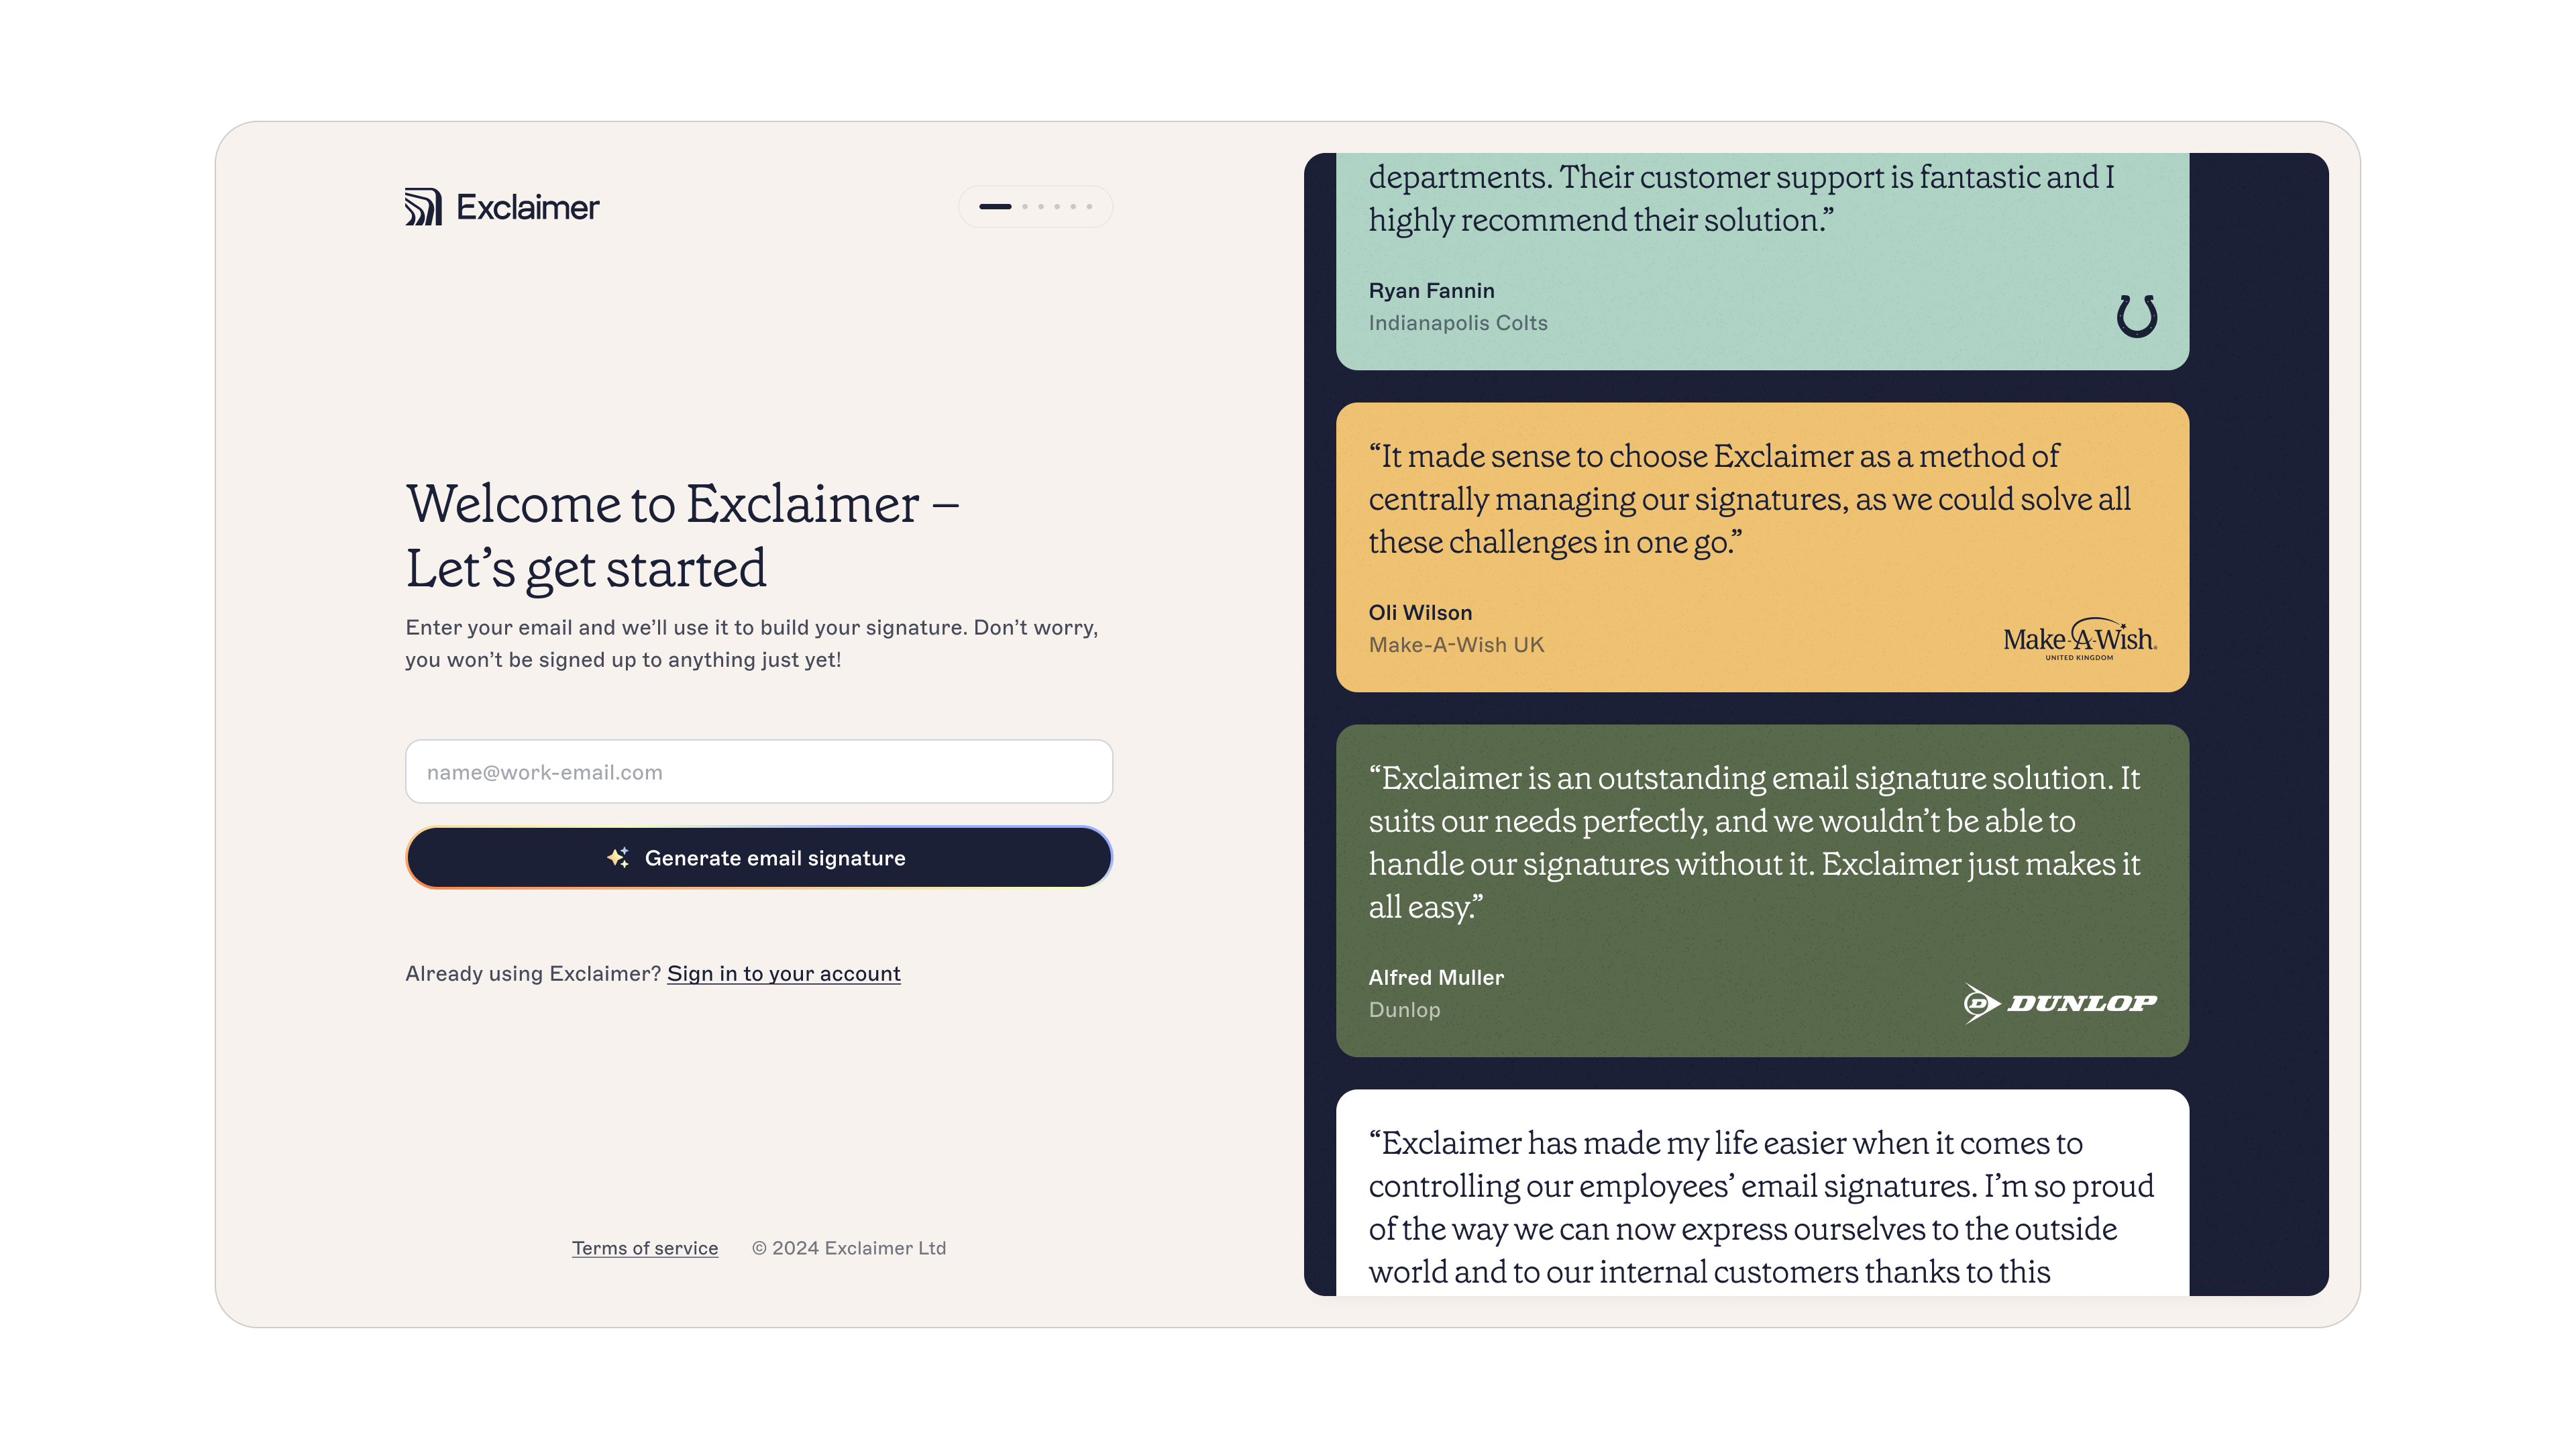 Exclaimer
Welcome to Exclaimer –
Let’s get started
Enter your email and we’ll use it to build your signature. Don’t worry,
you won’t be signed up to anything just yet!
name@work-email.com
Generate email signature
Already using Exclaimer? Sign in to your account
Terms of service © 2024 Exclaimer Ltd
departments. Their customer support is fantastic and I
highly recommend their solution.”
Ryan Fannin
Indianapolis Colts
“It made sense to choose Exclaimer as a method of
centrally managing our signatures, as we could solve all
these challenges in one go.”
Oli Wilson
Make-A-Wish UK
Make-A-Wish®
UNITED KINGDOM
“Exclaimer is an outstanding email signature solution. It
suits our needs perfectly, and we wouldn’t be able to
handle our signatures without it. Exclaimer just makes it
all easy.”
Alfred Muller
Dunlop
D DUNLOP
“Exclaimer has made my life easier when it comes to
controlling our employees’ email signatures. I’m so proud
of the way we can now express ourselves to the outside
world and to our internal customers thanks to this